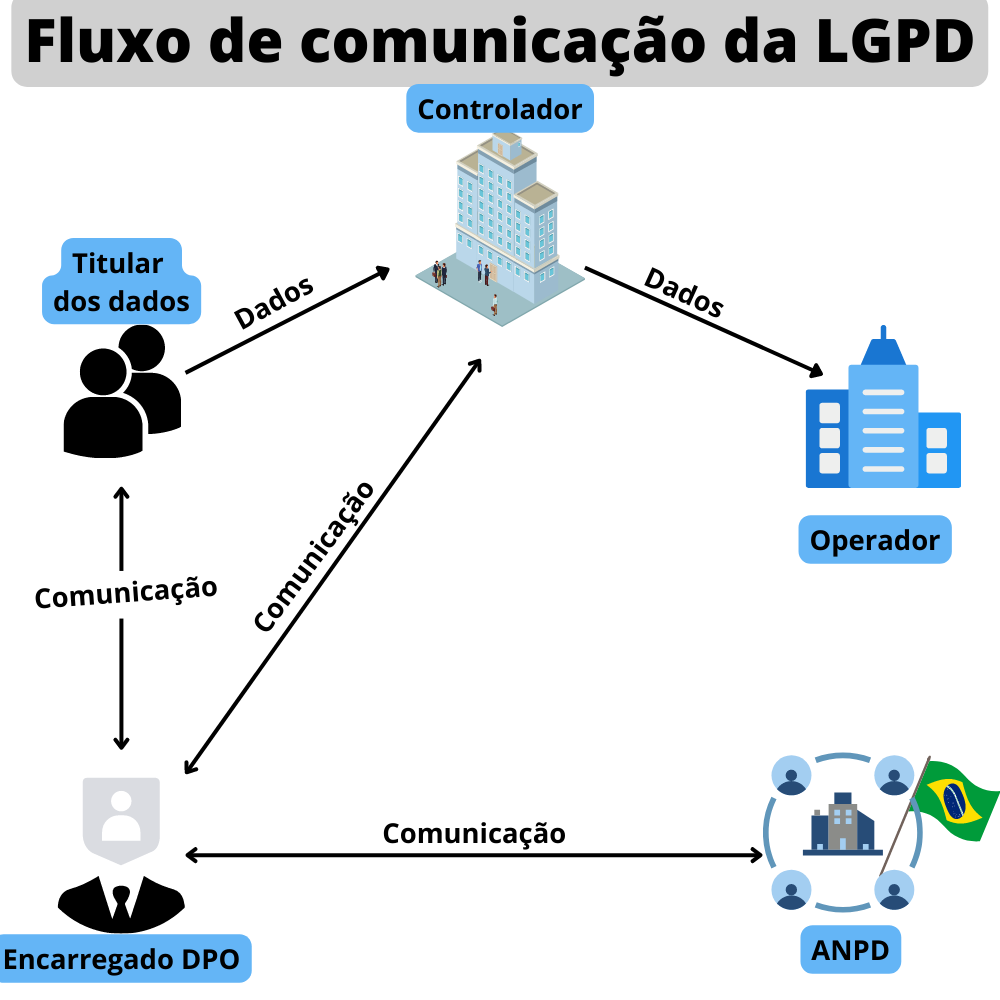 Fluxo de comunicação da LGPD
Controlador
Titular
dos dados
Dados
Dados
Operador
Comunicação
Comunicação
Comunicação
Encarregado DPO
ANPD